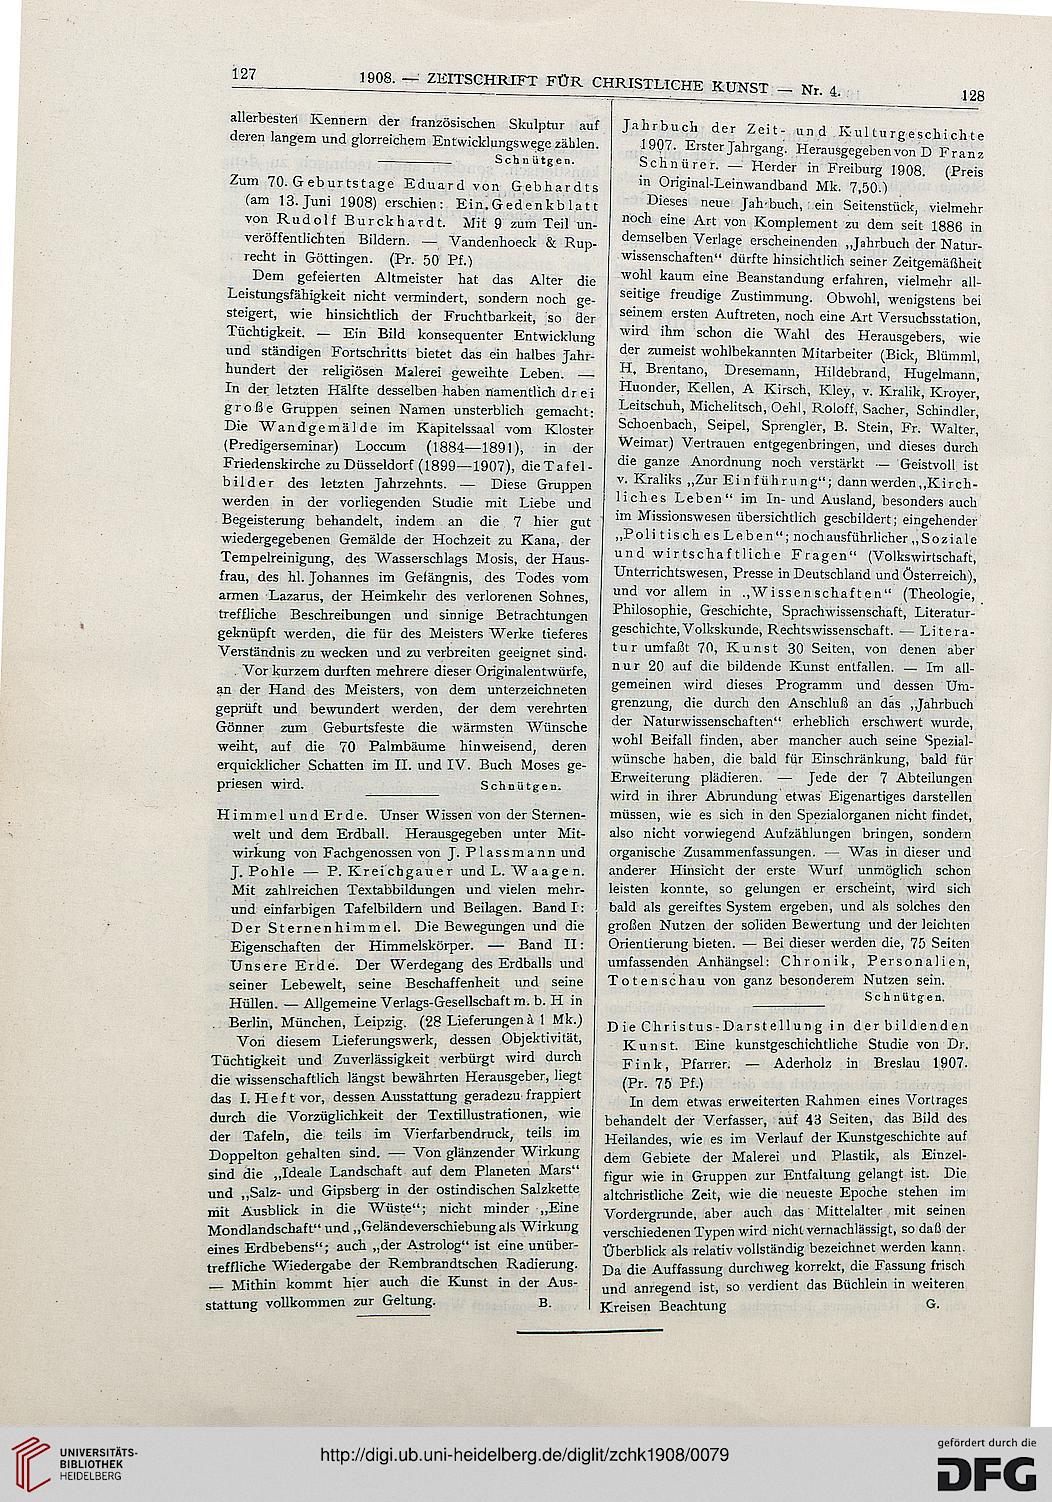 127
1908. — ZEITSCHRIFT FÜR CHRISTLICHE KUNST — Nr. 4.
128
allerbesten Kennern der französischen Skulptur auf
deren langem und glorreichem Entwicklungswege zählen.
Schnütgen.
Zum 70. Geburtstage Eduard von Gebhardts
(am 13. Juni 1908) erschien: Ein Gedenkblatt
von Rudolf Burckhardt. Mit 9 zum Teil un-
veröffentlichten Bildern. — Vandenhoeck & Rup-
recht in Göttingen. (Pr. 50 Pf.)
Dem gefeierten Altmeister hat das Alter die
Leistungsfähigkeit nicht vermindert, sondern noch ge-
steigert, wie hinsichtlich der Fruchtbarkeit, so der
Tüchtigkeit. — Ein Bild konsequenter Entwicklung
und ständigen Fortschritts bietet das ein halbes Jahr-
hundert der religiösen Malerei geweihte Leben. —
In der letzten Hälfte desselben haben namentlich drei
große Gruppen seinen Namen unsterblich gemacht:
Die Wandgemälde im Kapitelssaal vom Kloster
(Predigerseminar) Loccum (1884—1891), in der
Friedenskirche zu Düsseldorf (1899—1907), die Tafel-
bilder des letzten Jahrzehnts. — Diese Gruppen
werden in der vorliegenden Studie mit Liebe und
Begeisterung behandelt, indem an die 7 hier gut
wiedergegebenen Gemälde der Hochzeit zu Kana, der
Tempelreinigung, des Wasserschlags Mosis, der Haus-
frau, des hl. Johannes im Gefängnis, des Todes vom
armen Lazarus, der Heimkehr des verlorenen Sohnes,
treffliche Beschreibungen und sinnige Betrachtungen
geknüpft werden, die für des Meisters Werke tieferes
Verständnis zu wecken und zu verbreiten geeignet sind.
Vor kurzem durften mehrere dieser Originalentwürfe,
an der Hand des Meisters, von dem unterzeichneten
geprüft und bewundert werden, der dem verehrten
Gönner zum Geburtsfeste die wärmsten Wünsche
weiht, auf die 70 Palmbäume hinweisend, deren
erquicklicher Schatten im II. und IV. Buch Moses ge-
priesen wird. Schnütgen.
Himmel und Erde. Unser Wissen von der Sternen-
welt und dem Erdball. Herausgegeben unter Mit-
wirkung von Fachgenossen von J. Plassmann und
J. Pohle — P. Kreichgauer und L. Waagen.
Mit zahlreichen Textabbildungen und vielen mehr-
und einfarbigen Tafelbildern und Beilagen. Band I:
Der Sternenhimmel. Die Bewegungen und die
Eigenschaften der Himmelskörper. — Band II:
Unsere Erde. Der Werdegang des Erdballs und
seiner Lebewelt, seine Beschaffenheit und seine
Hüllen. — Allgemeine Verlags-Gesellschaft m. b. H in
Berlin, München, Leipzig. (28 Lieferungen à 1 Mk.)
Von diesem Lieferungswerk, dessen Objektivität,
Tüchtigkeit und Zuverlässigkeit verbürgt wird durch
die wissenschaftlich längst bewährten Herausgeber, liegt
das I. Heft vor, dessen Ausstattung geradezu frappiert
durch die Vorzüglichkeit der Textillustrationen, wie
der Tafeln, die teils im Vierfarbendruck, teils im
Doppelton gehalten sind. — Von glänzender Wirkung
sind die „Ideale Landschaft auf dem Planeten Mars“
und „Salz- und Gipsberg in der ostindischen Salzkette
mit Ausblick in die Wüste“; nicht minder „Eine
Mondlandschaft“ und „Geländeverschiebung als Wirkung
eines Erdbebens“; auch „der Astrolog“ ist eine unüber-
treffliche Wiedergabe der Rembrandtschen Radierung.
— Mithin kommt hier auch die Kunst in der Aus-
stattung vollkommen zur Geltung. B.
Jahrbuch der Zeit- und Kulturgeschichte
1907. Erster Jahrgang. Herausgegeben von D Franz
Schnürer. — Herder in Freiburg 1908. (Preis
in Original-Leinwandband Mk. 7,50.)
Dieses neue Jahrbuch, ein Seitenstück, vielmehr
noch eine Art von Komplement zu dem seit 1886 in
demselben Verlage erscheinenden „Jahrbuch der Natur-
wissenschaften“ dürfte hinsichtlich seiner Zeitgemäßheit
wohl kaum eine Beanstandung erfahren, vielmehr all-
seitige freudige Zustimmung. Obwohl, wenigstens bei
seinem ersten Auftreten, noch eine Art Versuchsstation,
wird ihm schon die Wahl des Herausgebers, wie
der zumeist wohlbekannten Mitarbeiter (Bick, Blümml,
H. Brentano, Dresemann, Hildebrand, Hugelmann,
Huonder, Kellen, A Kirsch, Kley, v. Kralik, Kroyer,
Leitschuh, Michelitsch, Oehl, Roloff, Sacher, Schindler,
Schoenbach, Seipel, Sprengler, B. Stein, Fr. Walter,
Weimar) Vertrauen entgegenbringen, und dieses durch
die ganze Anordnung noch verstärkt — Geistvoll ist
v. Kraliks „Zur Einführung“; dann werden „Kirch-
liches Leben“ im In- und Ausland, besonders auch
im Missionswesen übersichtlich geschildert; eingehender
„Politisches Leben“; noch ausführlicher „Soziale
und wirtschaftliche Fragen“ (Volkswirtschaft,
Unterrichtswesen, Presse in Deutschland und Österreich),
und vor allem in „Wissenschaften“ (Theologie,
Philosophie, Geschichte, Sprachwissenschaft, Literatur-
geschichte, Volkskunde, Rechtswissenschaft. — Litera-
tur umfaßt 70, Kunst 30 Seiten, von denen aber
nur 20 auf die bildende Kunst entfallen. — Im all-
gemeinen wird dieses Programm und dessen Um-
grenzung, die durch den Anschluß an das „Jahrbuch
der Naturwissenschaften“ erheblich erschwert wurde,
wohl Beifall finden, aber mancher auch seine Spezial-
wünsche haben, die bald für Einschränkung, bald für
Erweiterung plädieren. — Jede der 7 Abteilungen
wird in ihrer Abrundung etwas Eigenartiges darstellen
müssen, wie es sich in den Spezialorganen nicht findet,
also nicht vorwiegend Aufzählungen bringen, sondern
organische Zusammenfassungen. — Was in dieser und
anderer Hinsicht der erste Wurf unmöglich schon
leisten konnte, so gelungen er erscheint, wird sich
bald als gereiftes System ergeben, und als solches den
großen Nutzen der soliden Bewertung und der leichten
Orientierung bieten. — Bei dieser werden die, 75 Seiten
umfassenden Anhängsel: Chronik, Personalien,
Totenschau von ganz besonderem Nutzen sein.
Schnütgen.
Die Christus-Darstellung in der bildenden
Kunst. Eine kunstgeschichtliche Studie von Dr.
Fink, Pfarrer. — Aderholz in Breslau 1907.
(Pr. 75 Pf.)
In dem etwas erweiterten Rahmen eines Vortrages
behandelt der Verfasser, auf 43 Seiten, das Bild des
Heilandes, wie es im Verlauf der Kunstgeschichte auf
dem Gebiete der Malerei und Plastik, als Einzel-
figur wie in Gruppen zur Entfaltung gelangt ist. Die
altchristliche Zeit, wie die neueste Epoche stehen im
Vordergrunde, aber auch das Mittelalter mit seinen
verschiedenen Typen wird nicht vernachlässigt, so daß der
Überblick als relativ vollständig bezeichnet werden kann.
Da die Auffassung durchweg korrekt, die Fassung frisch
und anregend ist, so verdient das Büchlein in weiteren
Kreisen Beachtung G.
UNIVERSITÄTS-
BIBLIOTHEK
HEIDELBERG
http://digi.ub.uni-heidelberg.de/diglit/zchk1908/0079
gefördert durch die
DFG